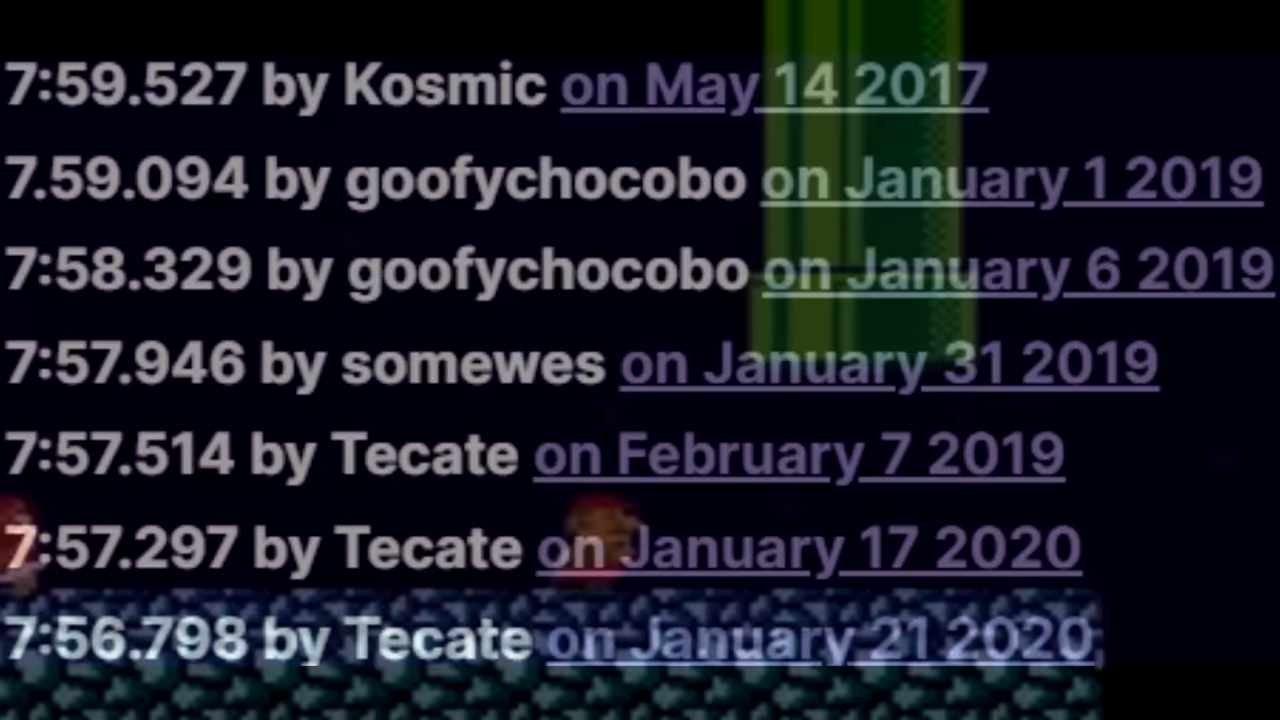 7:59.527 by Kosmic on May 14 2017
7.59.094 by goofychocobo on January 1 2019
7:58.329 by goofychocobo on January 6 2019
7:57.946 by somewes on January 31 2019
7:57.514 by Tecate on February 7 2019
7:57.297 by Tecate on January 17 2020
7:56.798 by Tecate on January 21 2020